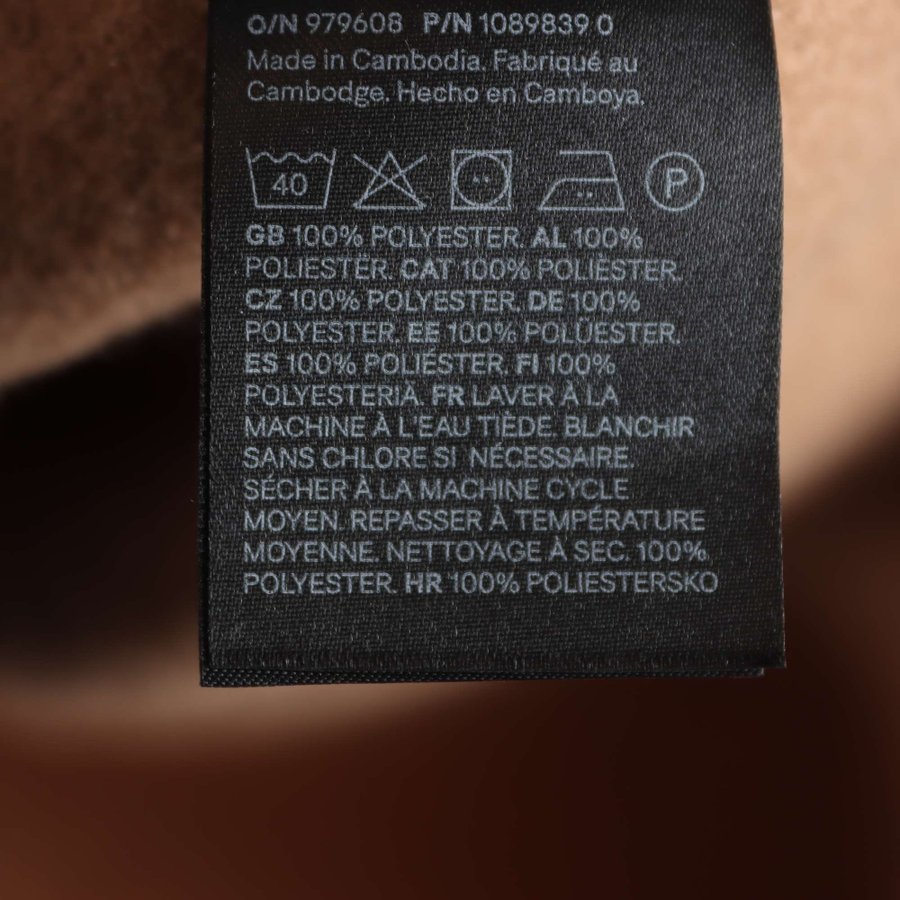 O/N 979608 P/N 1089839 0
Made in Cambodia. Fabriqué au
Cambodge. Hecho en Camboya.
40 P
GB 100% POLYESTER. AL 100%
POLIESTËR. CAT 100% POLIÈSTER.
CZ 100% POLYESTER. DE 100%
POLYESTER. EE 100% POLÜESTER.
ES 100% POLIÉSTER. FI 100%
POLYESTERIÄ. FR LAVER À LA
MACHINE À L'EAU TIÈDE. BLANCHIR
SANS CHLORE SI NÉCESSAIRE.
SÉCHER À LA MACHINE CYCLE
MOYEN. REPASSER À TEMPÉRATURE
MOYENNE. NETTOYAGE À SEC. 100%
POLYESTER. HR 100% POLIESTERSKO